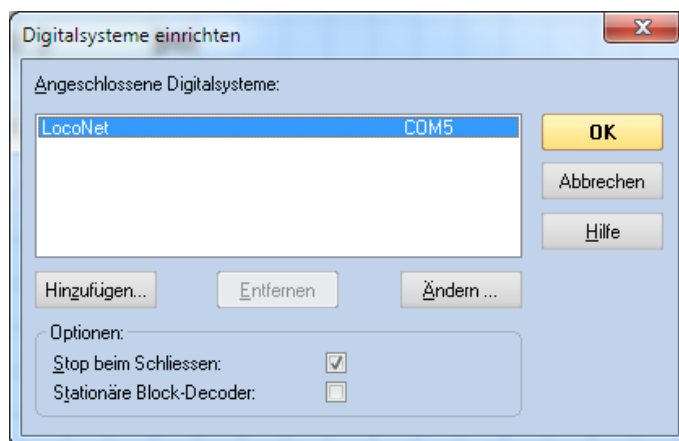 Digitalsysteme einrichten
Angeschlossene Digitalsysteme:
LocoNet COM5
OK
Abbrechen
Hilfe
Hinzufügen... Entfernen Ändern ...
Optionen:
Stop beim Schliessen:
Stationäre Block-Decoder: